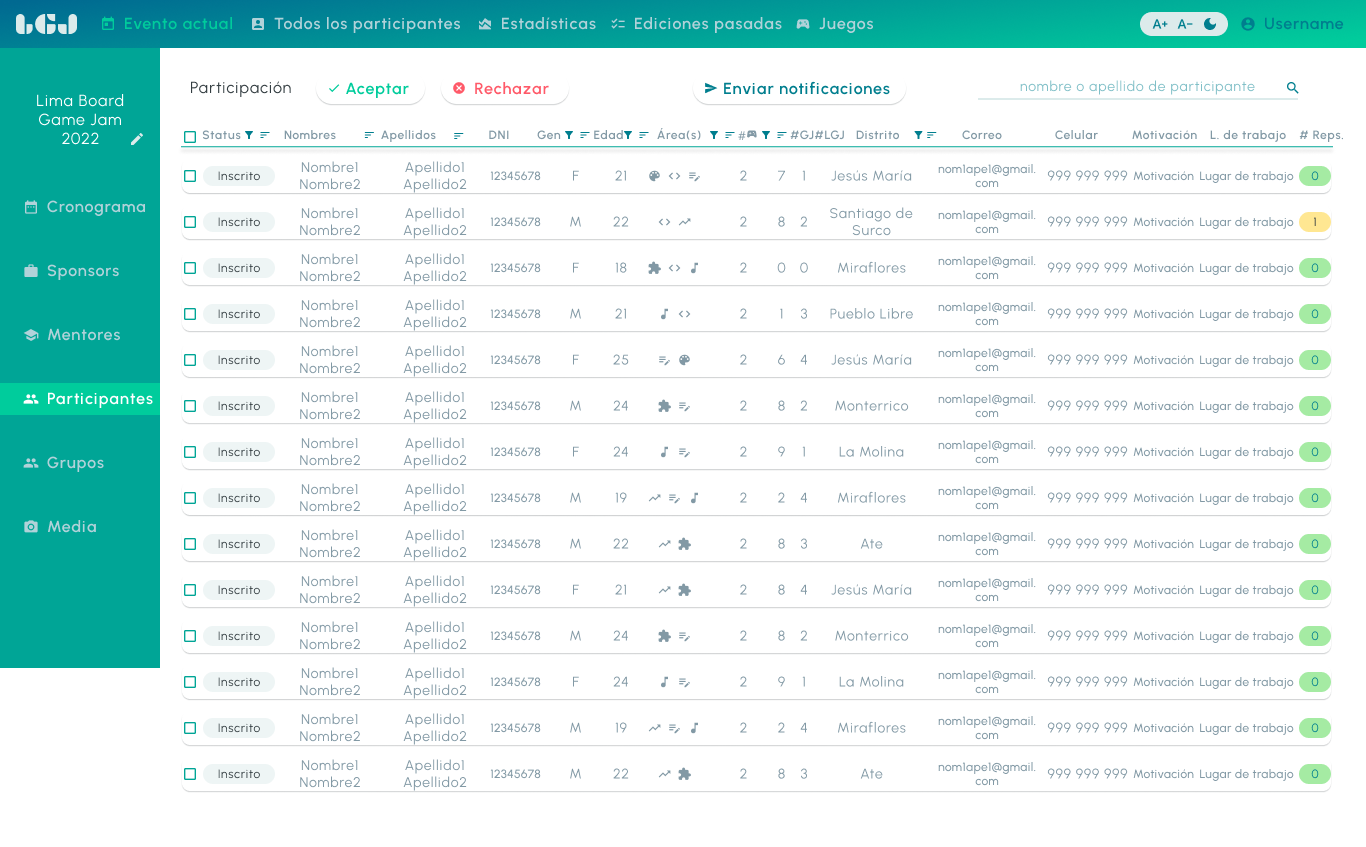 LGJ Evento actual Todos los participantes Estadísticas Ediciones pasadas Juegos A+ A- Username
Lima Board
Game Jam
2022
Cronograma
Sponsors
Mentores
Participantes
Grupos
Media
Participación Aceptar Rechazar Enviar notificaciones nombre o apellido de participante
Status Nombres Apellidos DNI Gen Edad Área(s) # #GJ #LGJ Distrito Correo Celular Motivación L. de trabajo # Reps.
Inscrito Nombre1 Apellido1 12345678 F 21 2 7 1 Jesús María nom1ape1@gmail. 999 999 999 Motivación Lugar de trabajo 0
Nombre2 Apellido2 com
Inscrito Nombre1 Apellido1 12345678 M 22 2 8 2 Santiago de nom1ape1@gmail. 999 999 999 Motivación Lugar de trabajo 1
Nombre2 Apellido2 Surco com
Inscrito Nombre1 Apellido1 12345678 F 18 2 0 0 Miraflores nom1ape1@gmail. 999 999 999 Motivación Lugar de trabajo 0
Nombre2 Apellido2 com
Inscrito Nombre1 Apellido1 12345678 M 21 2 1 3 Pueblo Libre nom1ape1@gmail. 999 999 999 Motivación Lugar de trabajo 0
Nombre2 Apellido2 com
Inscrito Nombre1 Apellido1 12345678 F 25 2 6 4 Jesús María nom1ape1@gmail. 999 999 999 Motivación Lugar de trabajo 0
Nombre2 Apellido2 com
Inscrito Nombre1 Apellido1 12345678 M 24 2 8 2 Monterrico nom1ape1@gmail. 999 999 999 Motivación Lugar de trabajo 0
Nombre2 Apellido2 com
Inscrito Nombre1 Apellido1 12345678 F 24 2 9 1 La Molina nom1ape1@gmail. 999 999 999 Motivación Lugar de trabajo 0
Nombre2 Apellido2 com
Inscrito Nombre1 Apellido1 12345678 M 19 2 2 4 Miraflores nom1ape1@gmail. 999 999 999 Motivación Lugar de trabajo 0
Nombre2 Apellido2 com
Inscrito Nombre1 Apellido1 12345678 M 22 2 8 3 Ate nom1ape1@gmail. 999 999 999 Motivación Lugar de trabajo 0
Nombre2 Apellido2 com
Inscrito Nombre1 Apellido1 12345678 F 21 2 8 4 Jesús María nom1ape1@gmail. 999 999 999 Motivación Lugar de trabajo 0
Nombre2 Apellido2 com
Inscrito Nombre1 Apellido1 12345678 M 24 2 8 2 Monterrico nom1ape1@gmail. 999 999 999 Motivación Lugar de trabajo 0
Nombre2 Apellido2 com
Inscrito Nombre1 Apellido1 12345678 F 24 2 9 1 La Molina nom1ape1@gmail. 999 999 999 Motivación Lugar de trabajo 0
Nombre2 Apellido2 com
Inscrito Nombre1 Apellido1 12345678 M 19 2 2 4 Miraflores nom1ape1@gmail. 999 999 999 Motivación Lugar de trabajo 0
Nombre2 Apellido2 com
Inscrito Nombre1 Apellido1 12345678 M 22 2 8 3 Ate nom1ape1@gmail. 999 999 999 Motivación Lugar de trabajo 0
Nombre2 Apellido2 com